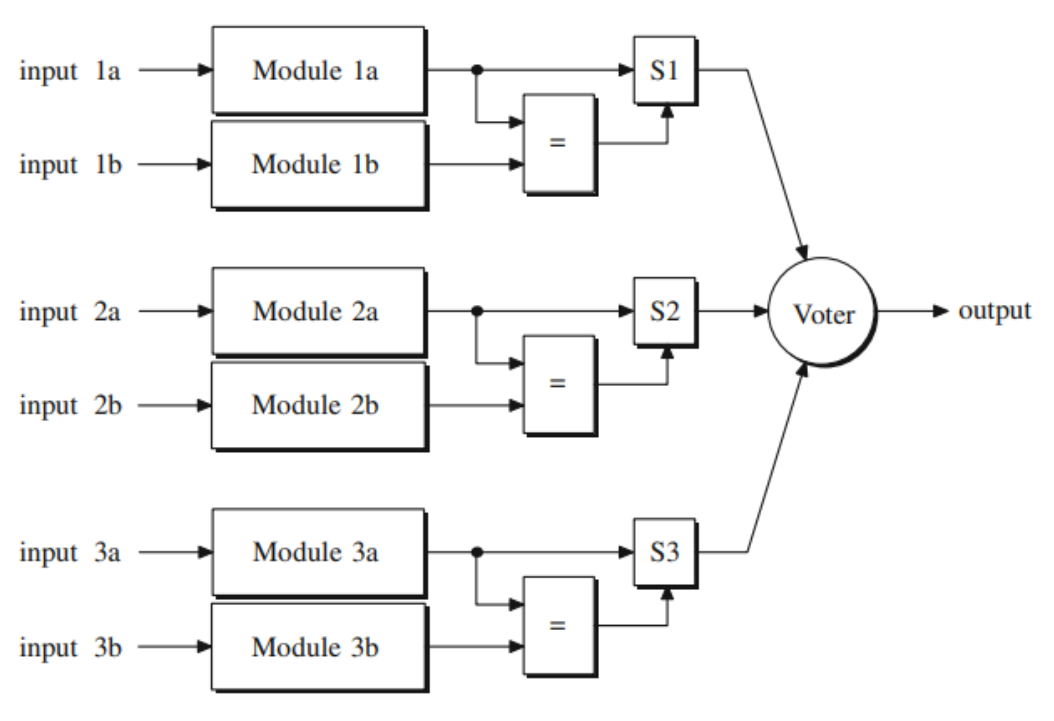 input 1a Module 1a S1
=
input 1b Module 1b
input 2a Module 2a S2 Voter output
=
input 2b Module 2b
input 3a Module 3a S3
=
input 3b Module 3b